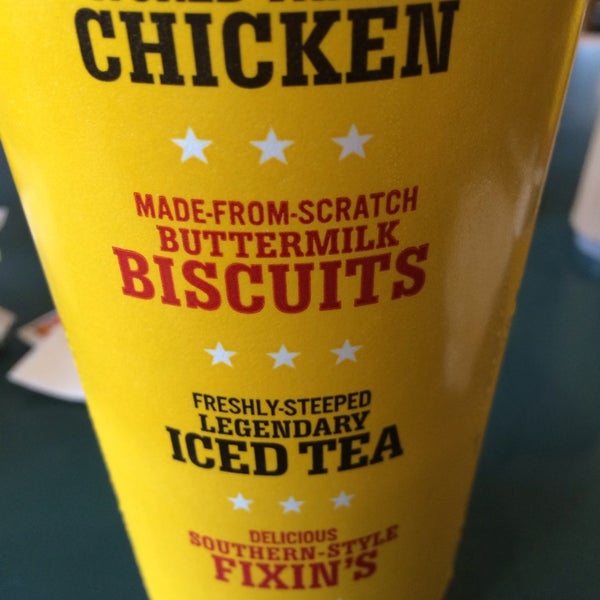 CHICKEN
MADE-FROM-SCRATCH
BUTTERMILK
BISCUITS
FRESHLY-STEEPED
LEGENDARY
ICED TEA
DELICIOUS
SOUTHERN-STYLE
FIXIN'S